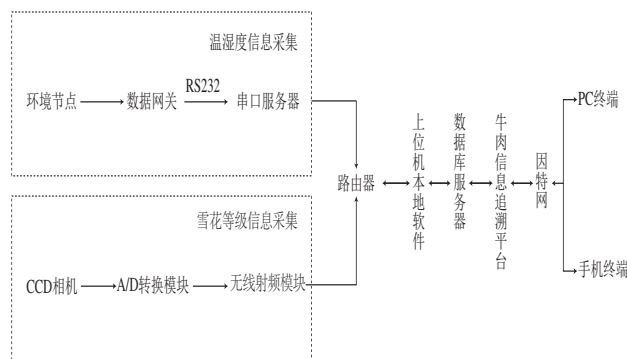 温湿度信息采集
环境节点
数据网关
RS232
串口服务器
路由器
上位机本地软件
数据库服务器
牛肉信息追溯平台
因特网
PC终端
手机终端
雪花等级信息采集
CCD相机
A/D转换模块
无线射频模块